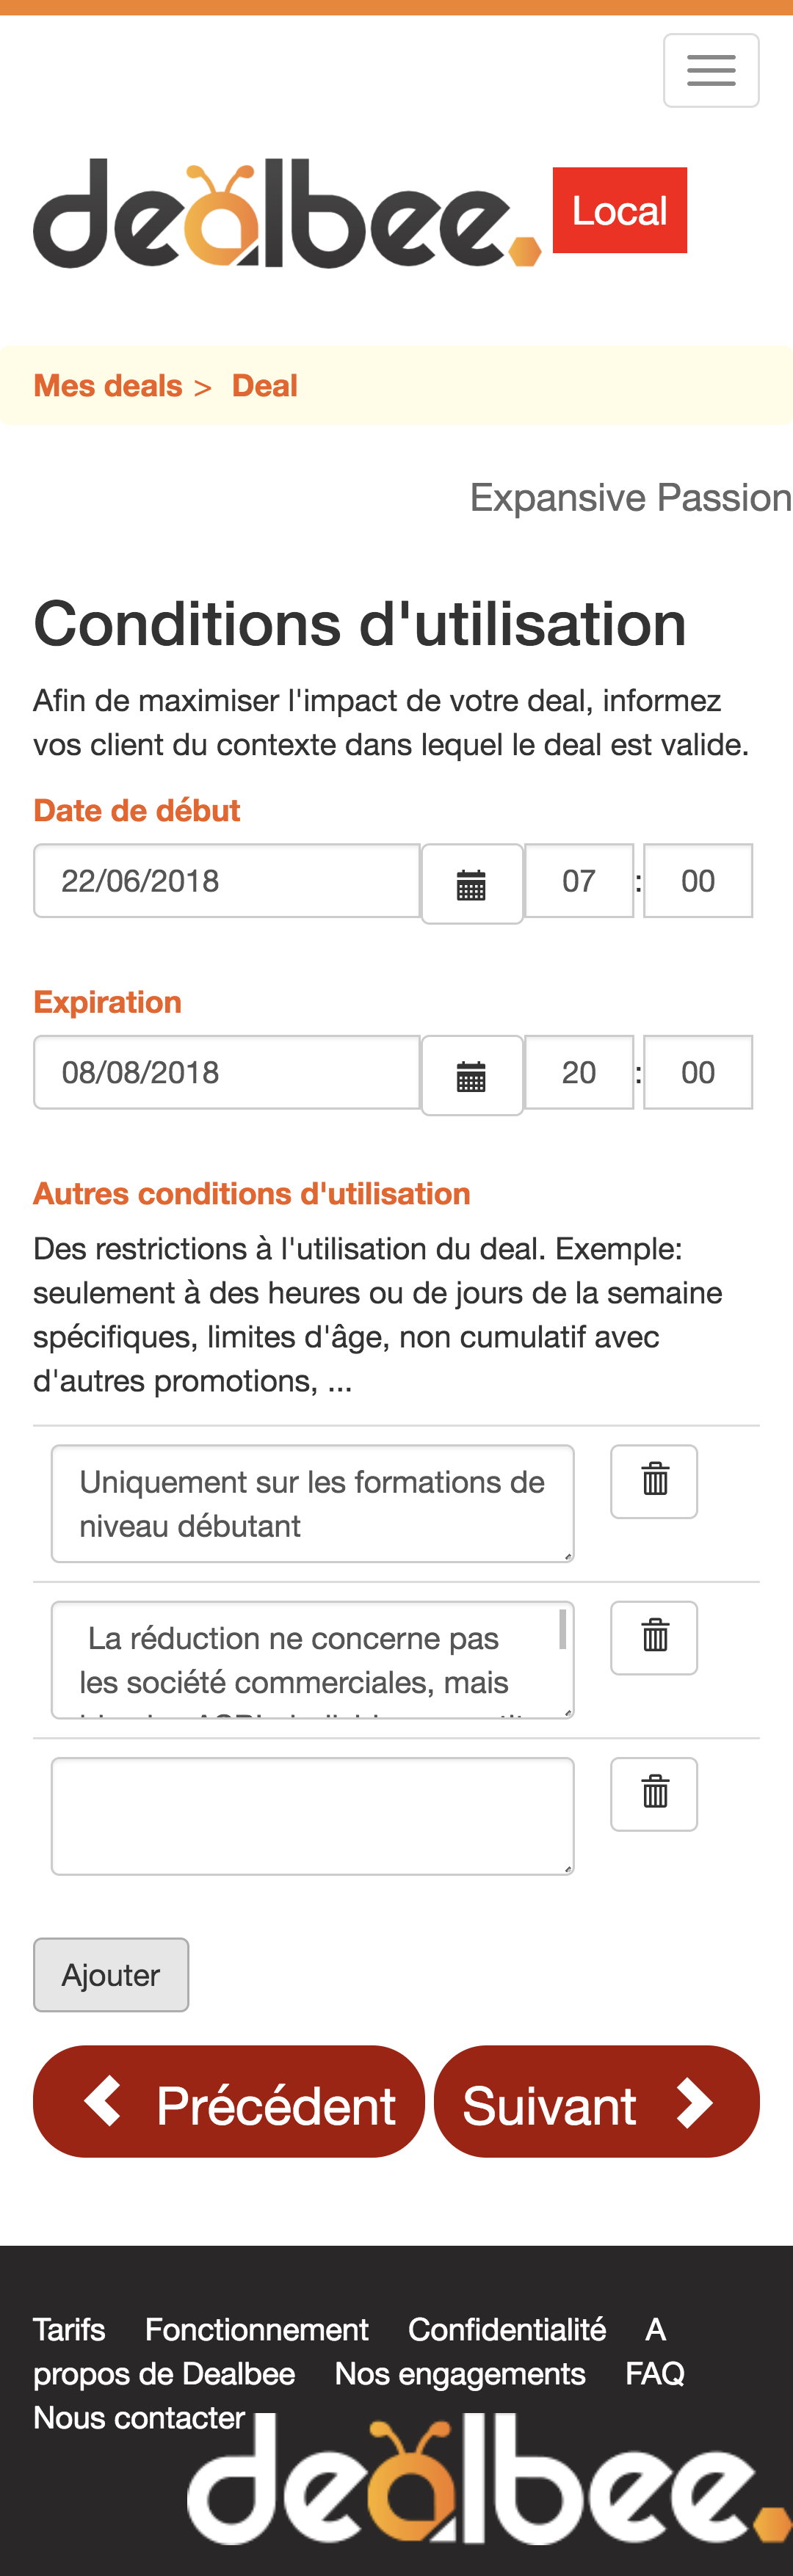 dealbee. Local
Mes deals > Deal
Expansive Passion
Conditions d'utilisation
Afin de maximiser l'impact de votre deal, informez
vos client du contexte dans lequel le deal est valide.
Date de début
22/06/2018 07 : 00
Expiration
08/08/2018 20 : 00
Autres conditions d'utilisation
Des restrictions à l'utilisation du deal. Exemple:
seulement à des heures ou de jours de la semaine
spécifiques, limites d'âge, non cumulatif avec
d'autres promotions, ...
Uniquement sur les formations de
niveau débutant
La réduction ne concerne pas
les société commerciales, mais
Ajouter
Précédent Suivant
Tarifs Fonctionnement Confidentialité A
propos de Dealbee Nos engagements FAQ
Nous contacter
dealbee.